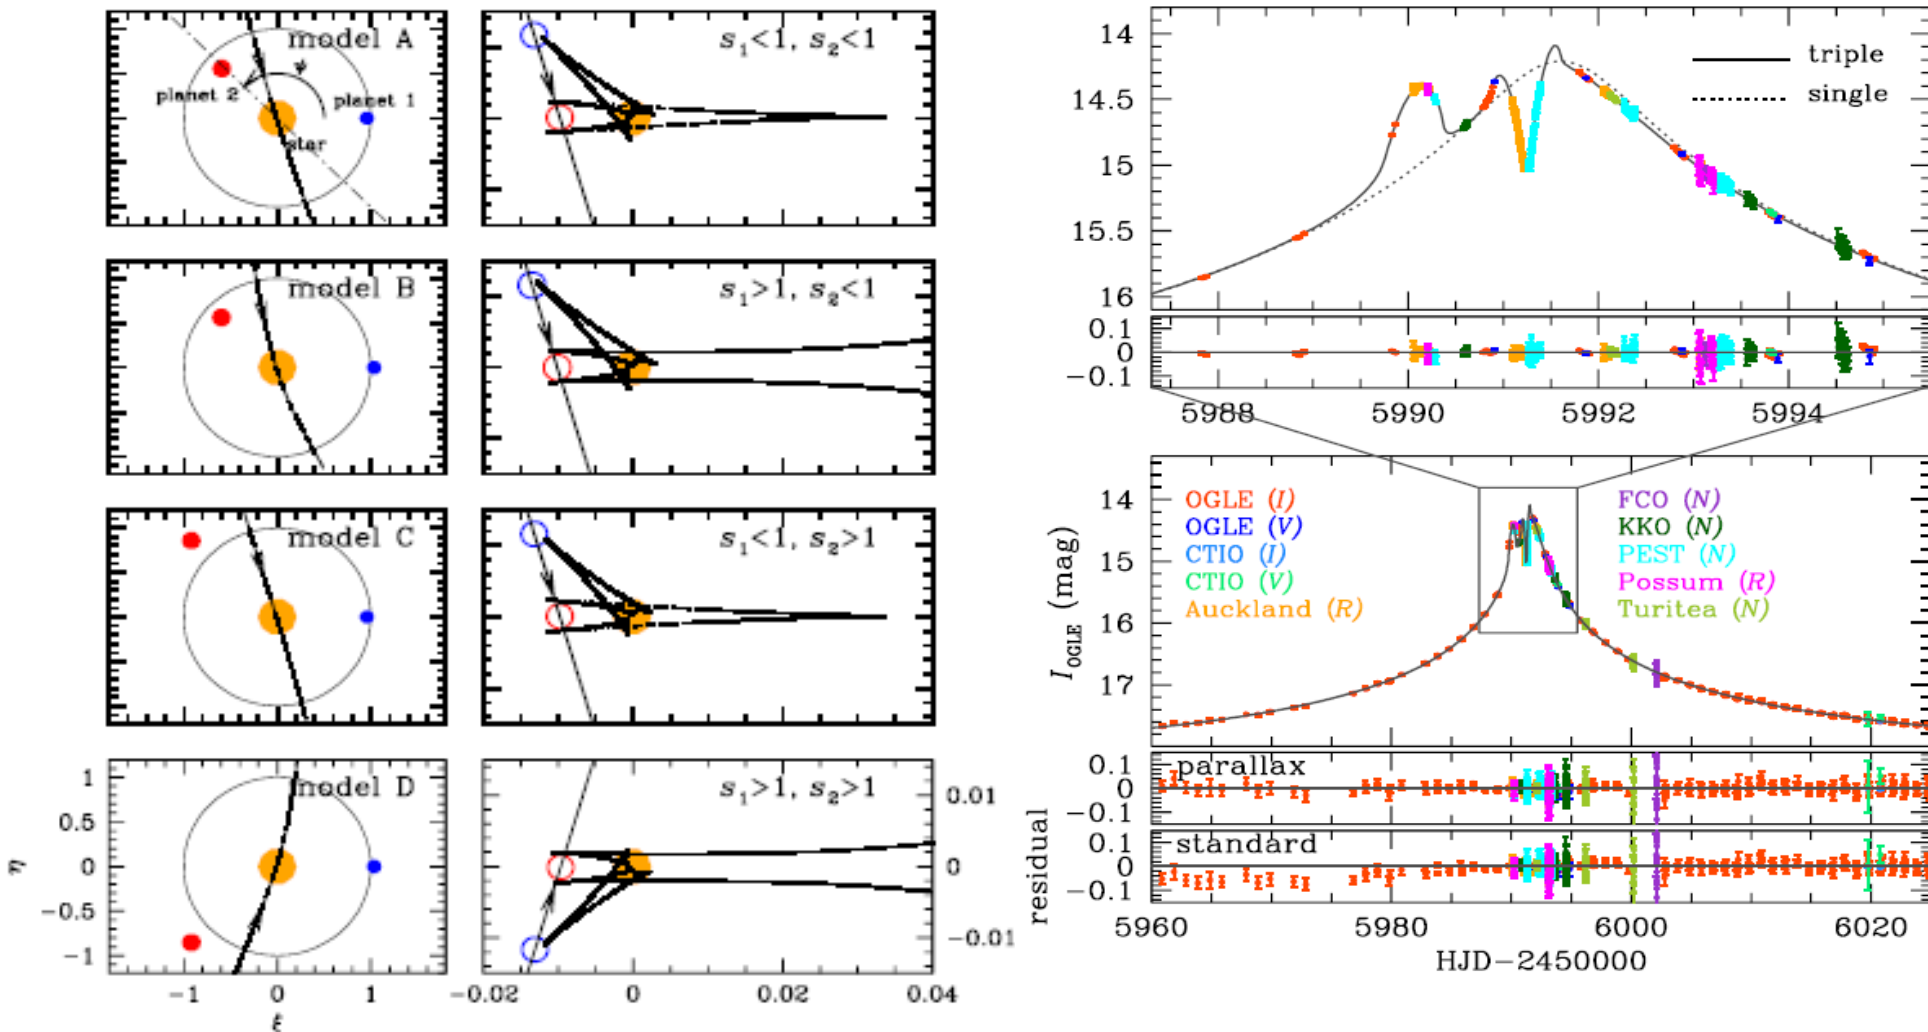 model A
planet 2
ψ
planet 1
star
s₁<1, s₂<1
model B
s₁>1, s₂<1
model C
s₁<1, s₂>1
model D
s₁>1, s₂>1
1
0.5
0
−0.5
−1
η
−1 0 1
ξ
0.01
0
−0.01
−0.02 0 0.02 0.04
14
14.5
15
15.5
16
triple
single
0.1
0
−0.1
5988 5990 5992 5994
14
15
16
17
I_OGLE (mag)
OGLE (I)
OGLE (V)
CTIO (I)
CTIO (V)
Auckland (R)
FCO (N)
KKO (N)
PEST (N)
Possum (R)
Turitea (N)
parallax
0.1
0
−0.1
standard
0.1
0
−0.1
residual
5960 5980 6000 6020
HJD−2450000